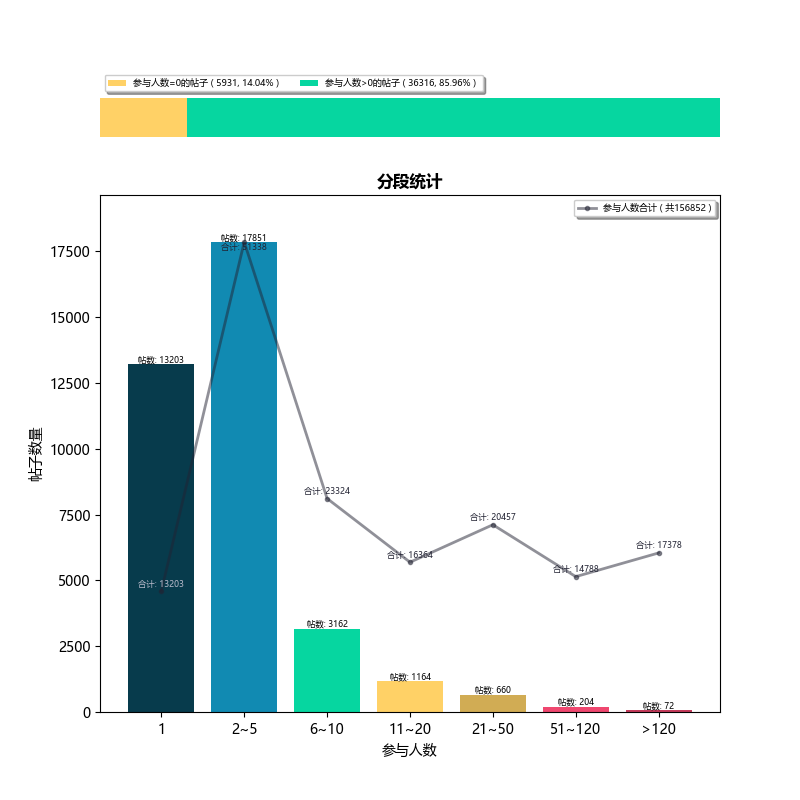 参与人数=0的帖子 ( 5931, 14.04% ) 参与人数>0的帖子 ( 36316, 85.96% )
分段统计
参与人数合计 ( 共156852 )
17500
15000
12500
10000
7500
5000
2500
0
帖子数量
帖数: 17851
合计: 51338
帖数: 13203
合计: 23324
合计: 20457
合计: 17378
合计: 16364
合计: 14788
合计: 13203
帖数: 3162
帖数: 1164
帖数: 660
帖数: 204
帖数: 72
1 2~5 6~10 11~20 21~50 51~120 >120
参与人数